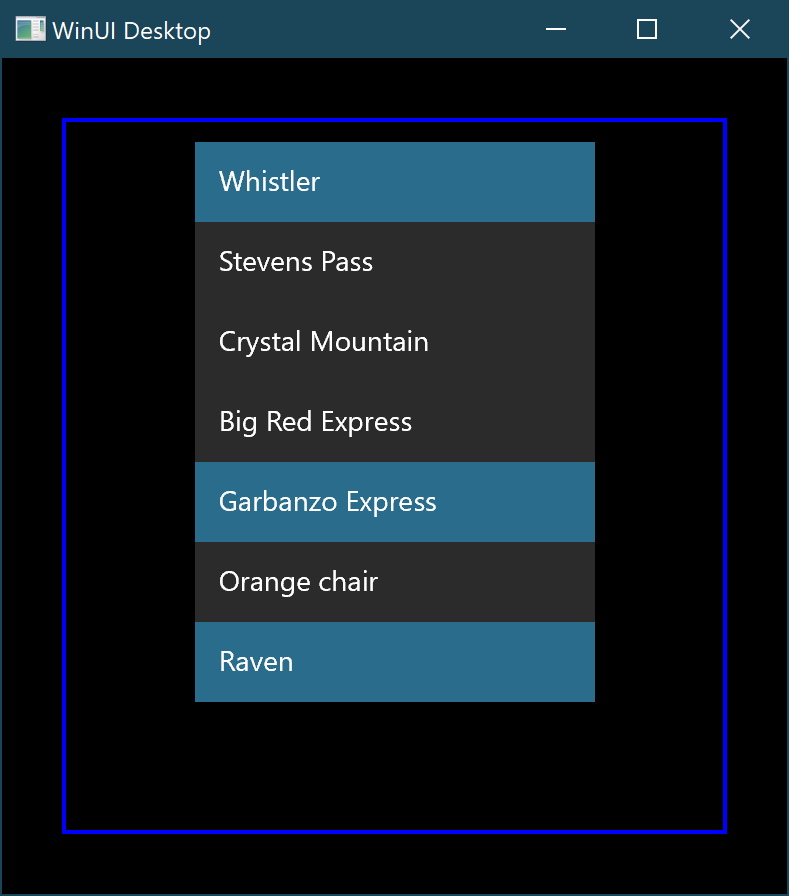 WinUI Desktop
Whistler
Stevens Pass
Crystal Mountain
Big Red Express
Garbanzo Express
Orange chair
Raven